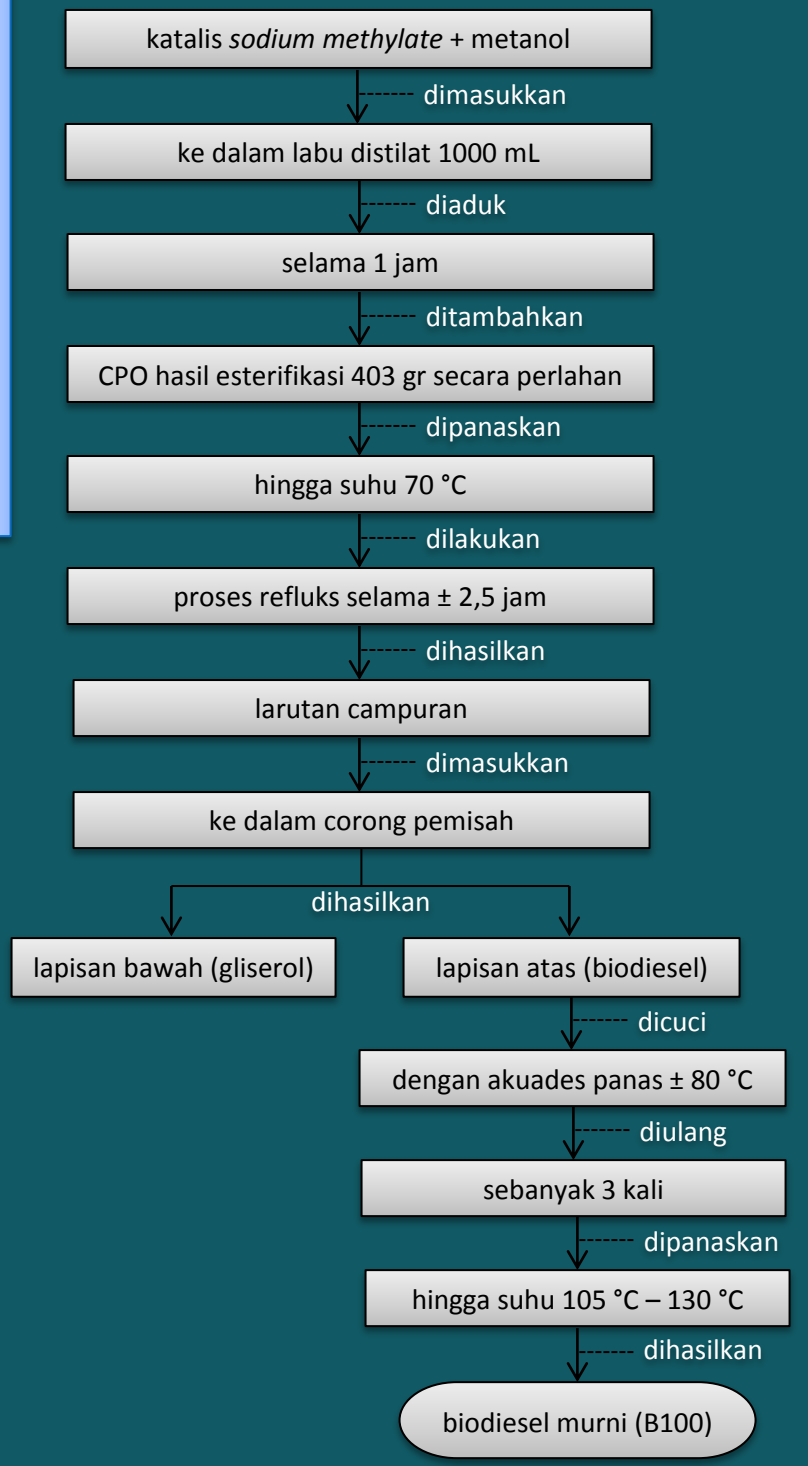 katalis sodium methylate + metanol
dimasukkan
ke dalam labu distilat 1000 mL
diaduk
selama 1 jam
ditambahkan
CPO hasil esterifikasi 403 gr secara perlahan
dipanaskan
hingga suhu 70 °C
dilakukan
proses refluks selama ± 2,5 jam
dihasilkan
larutan campuran
dimasukkan
ke dalam corong pemisah
dihasilkan
lapisan bawah (gliserol)
lapisan atas (biodiesel)
dicuci
dengan akuades panas ± 80 °C
diulang
sebanyak 3 kali
dipanaskan
hingga suhu 105 °C – 130 °C
dihasilkan
biodiesel murni (B100)